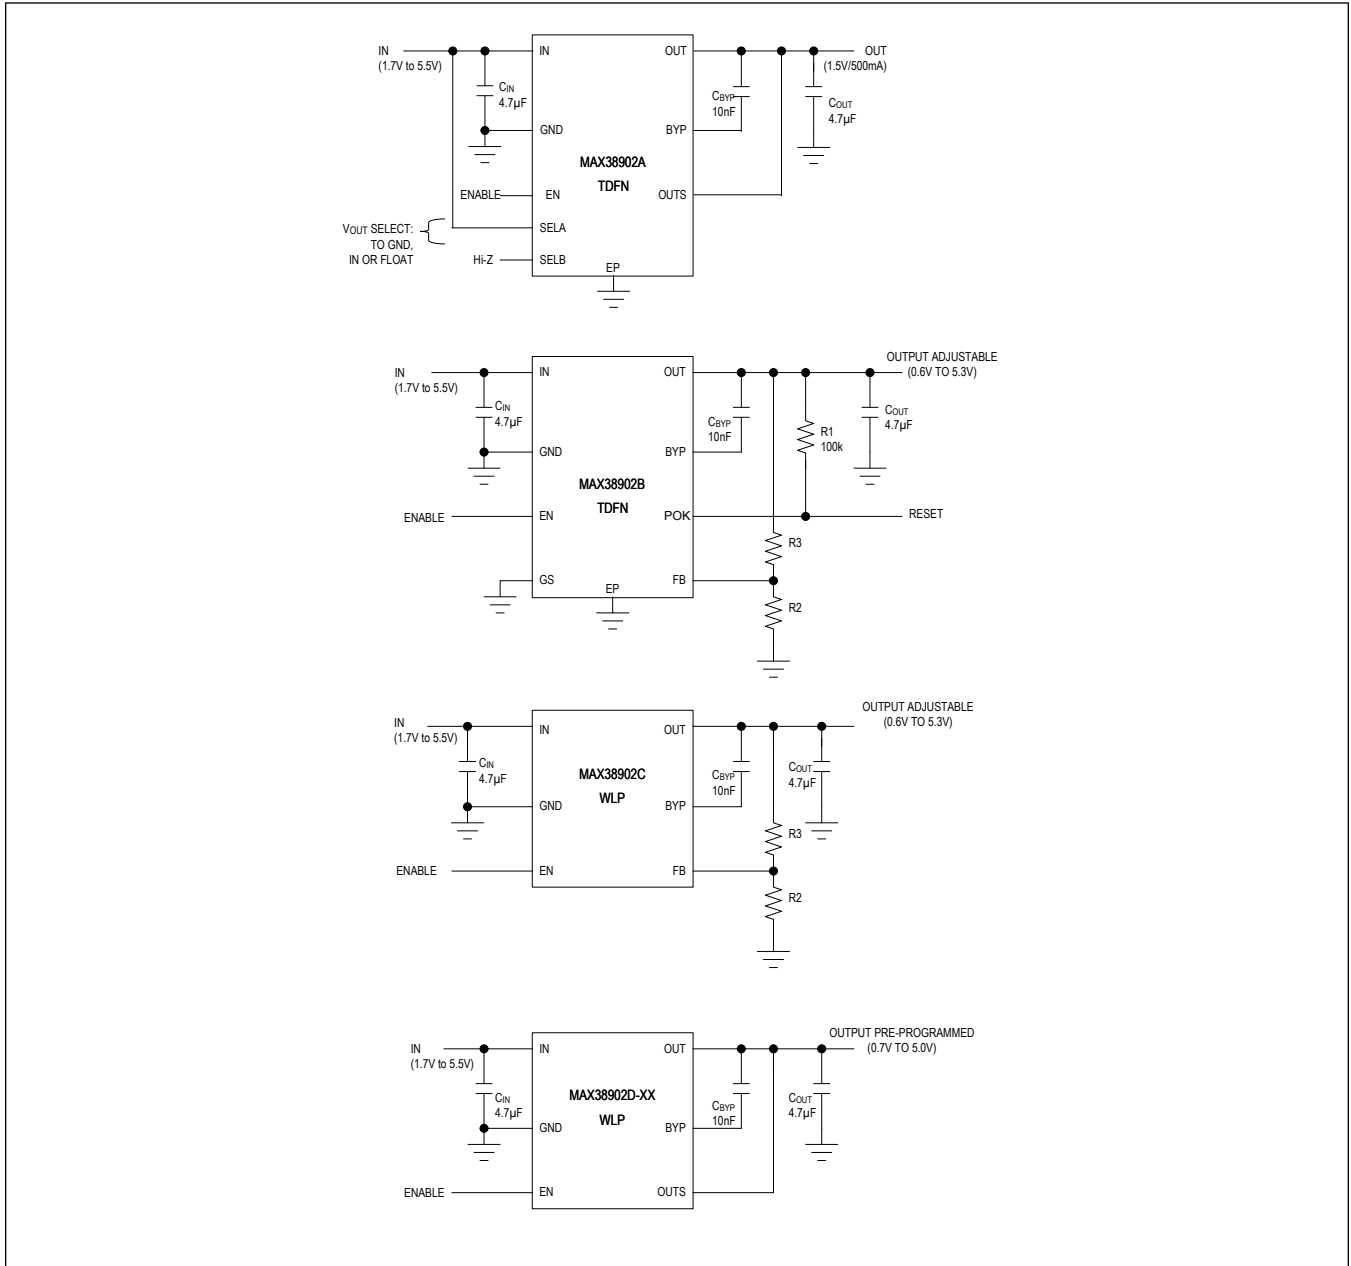 IN
(1.7V to 5.5V)
CIN
4.7µF
IN
GND
EN
SELA
SELB
MAX38902A
TDFN
EP
OUT
BYP
OUTS
CBYP
10nF
OUT
(1.5V/500mA)
COUT
4.7µF
ENABLE
VOUT SELECT:
TO GND,
IN OR FLOAT
Hi-Z
IN
(1.7V to 5.5V)
CIN
4.7µF
IN
GND
EN
GS
MAX38902B
TDFN
EP
OUT
BYP
POK
FB
CBYP
10nF
OUTPUT ADJUSTABLE
(0.6V TO 5.3V)
R1
100k
COUT
4.7µF
RESET
R3
R2
ENABLE
IN
(1.7V to 5.5V)
CIN
4.7µF
IN
GND
EN
MAX38902C
WLP
OUT
BYP
FB
CBYP
10nF
OUTPUT ADJUSTABLE
(0.6V TO 5.3V)
COUT
4.7µF
R3
R2
ENABLE
IN
(1.7V to 5.5V)
CIN
4.7µF
IN
GND
EN
MAX38902D-XX
WLP
OUT
BYP
OUTS
CBYP
10nF
OUTPUT PRE-PROGRAMMED
(0.7V TO 5.0V)
COUT
4.7µF
ENABLE